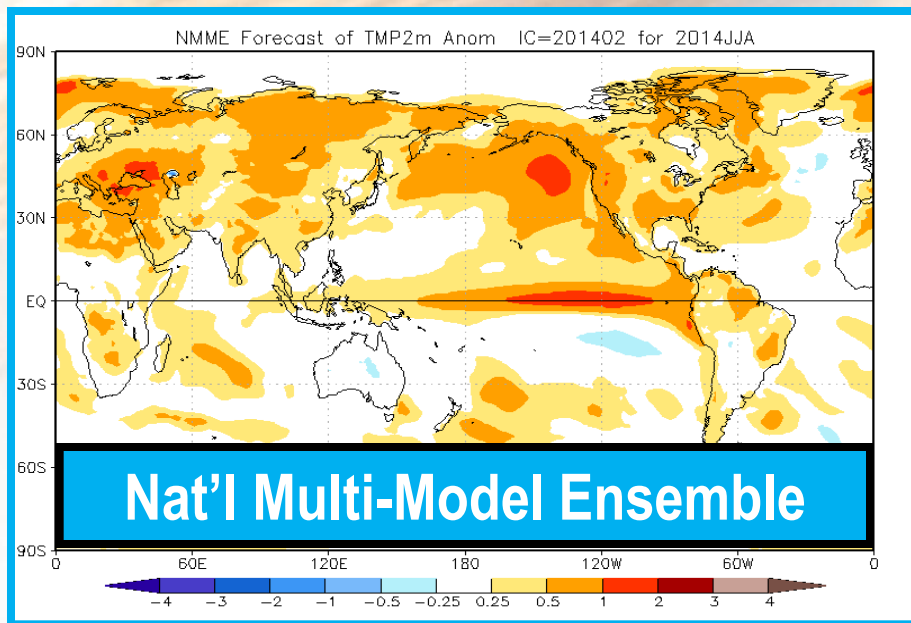 NMME Forecast of TMP2m Anom IC=201402 for 2014JJA
90N
60N
30N
EQ
30S
60S
90S
Nat'l Multi-Model Ensemble
0 60E 120E 180 120W 60W 0
-4 -3 -2 -1 -0.5 -0.25 0.25 0.5 1 2 3 4